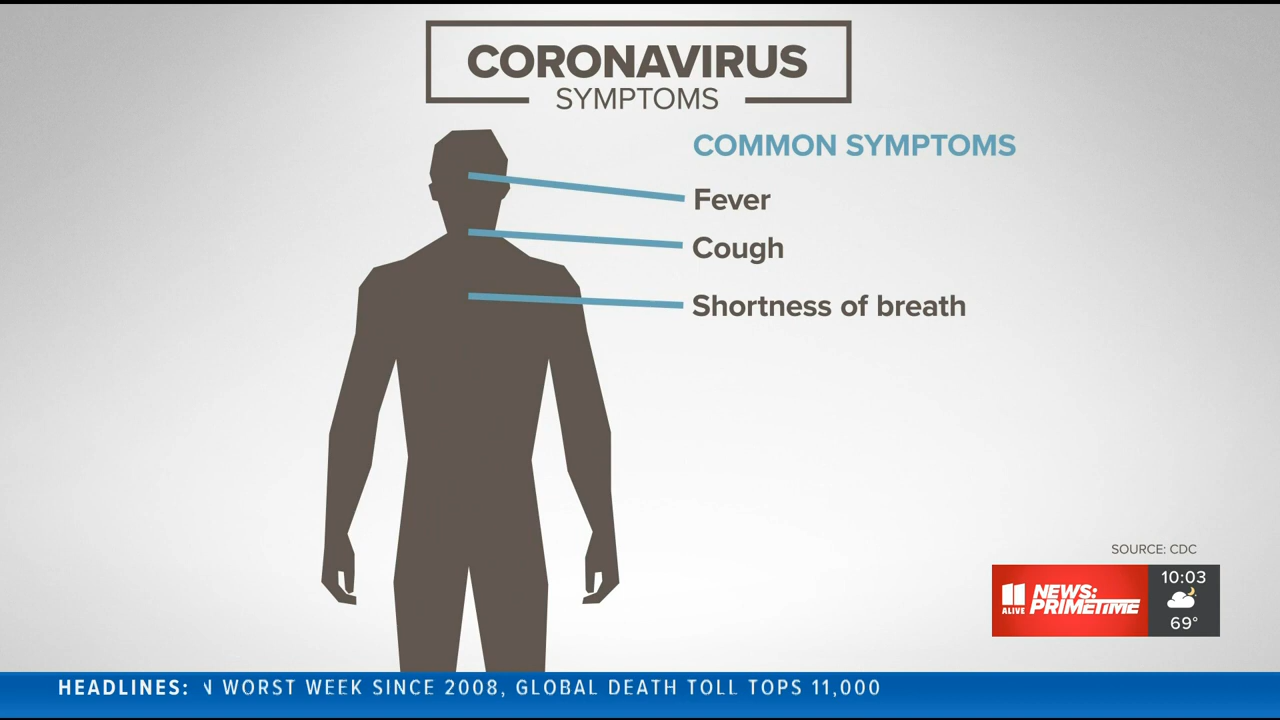 CORONAVIRUS
SYMPTOMS
COMMON SYMPTOMS
Fever
Cough
Shortness of breath
SOURCE: CDC
11 ALIVE NEWS: PRIMETIME
10:03
69°
HEADLINES: N WORST WEEK SINCE 2008, GLOBAL DEATH TOLL TOPS 11,000